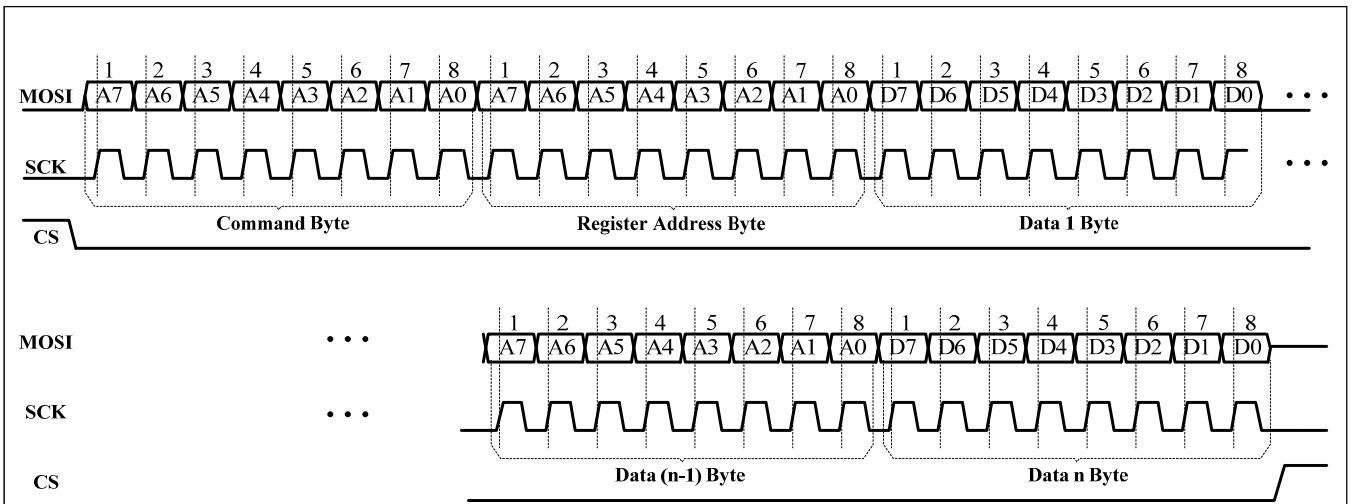 1 2 3 4 5 6 7 8 1 2 3 4 5 6 7 8 1 2 3 4 5 6 7 8
MOSI A7 A6 A5 A4 A3 A2 A1 A0 A7 A6 A5 A4 A3 A2 A1 A0 D7 D6 D5 D4 D3 D2 D1 D0 • • •
SCK • • •
Command Byte Register Address Byte Data 1 Byte
CS
1 2 3 4 5 6 7 8 1 2 3 4 5 6 7 8
MOSI • • • A7 A6 A5 A4 A3 A2 A1 A0 D7 D6 D5 D4 D3 D2 D1 D0
SCK • • •
Data (n-1) Byte Data n Byte
CS